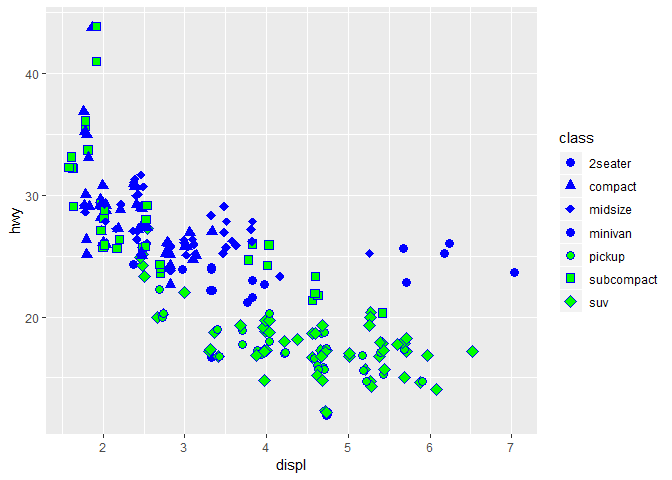 class
2seater
compact
midsize
minivan
pickup
subcompact
suv
hwy
40
30
20
2 3 4 5 6 7
displ